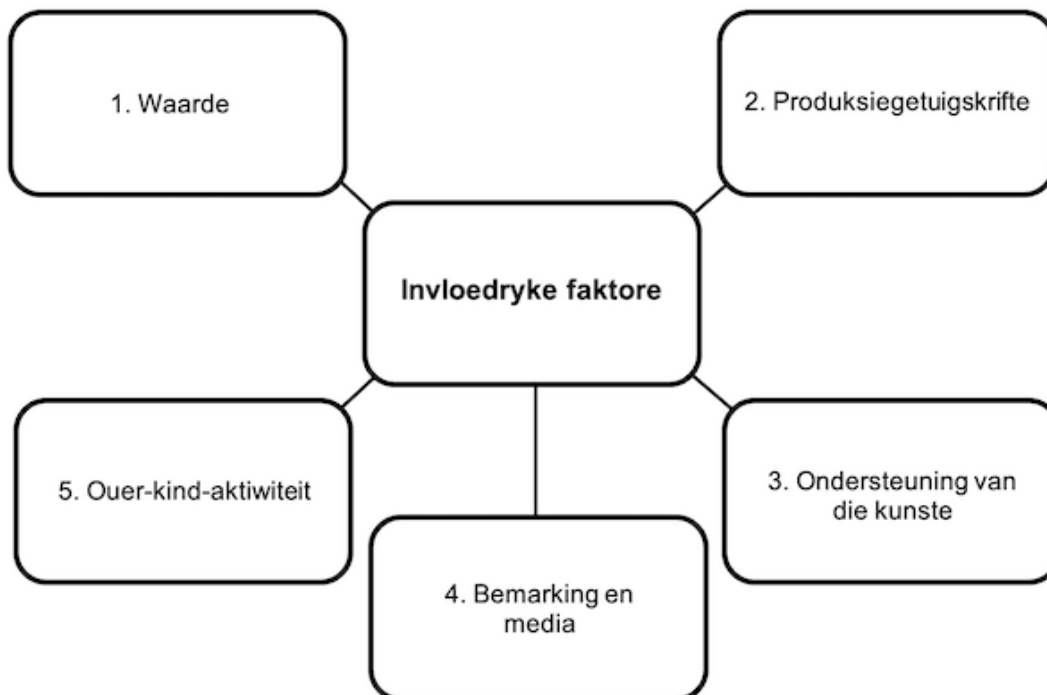 1. Waarde
2. Produksiegetuigskrifte
Invloedryke faktore
5. Ouer-kind-aktiwiteit
3. Ondersteuning van
die kunste
4. Bemarking en
media